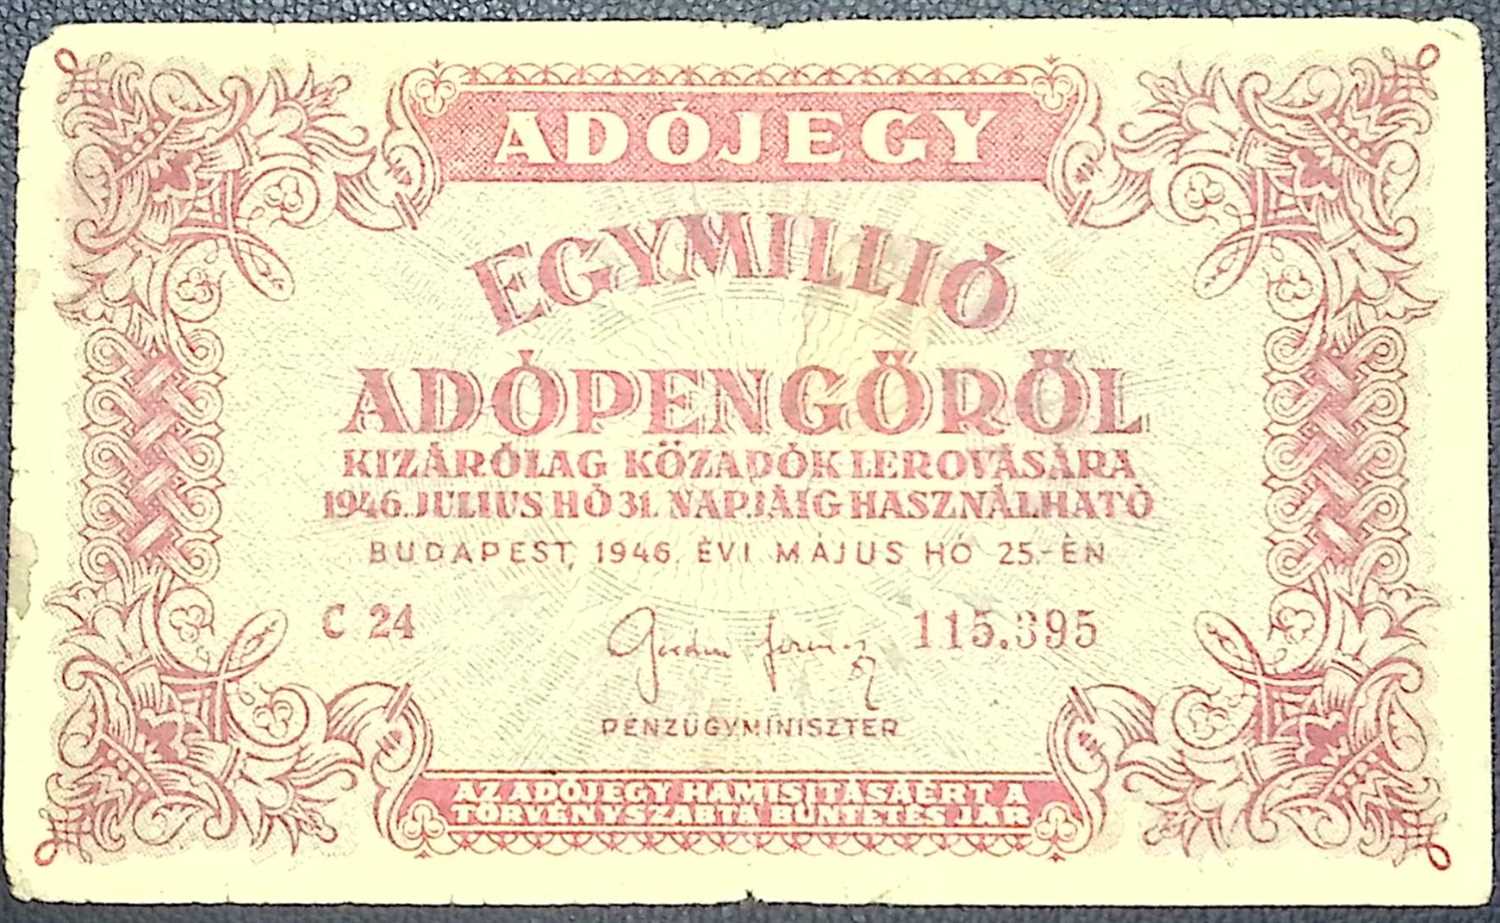 ADÓJEGY
EGYMILLIÓ
ADÓPENGŐRŐL
KIZÁRÓLAG KÖZADÓK LEROVÁSÁRA
1946. JULIUS HÓ 31. NAPJÁIG HASZNÁLHATÓ
BUDAPEST, 1946. ÉVI MÁJUS HÓ 25.-ÉN
C 24 115.395
PÉNZÜGYMINISZTER
AZ ADÓJEGY HAMISITÁSÁÉRT A
TÖRVÉNYSZABTA BÜNTETÉS JÁR